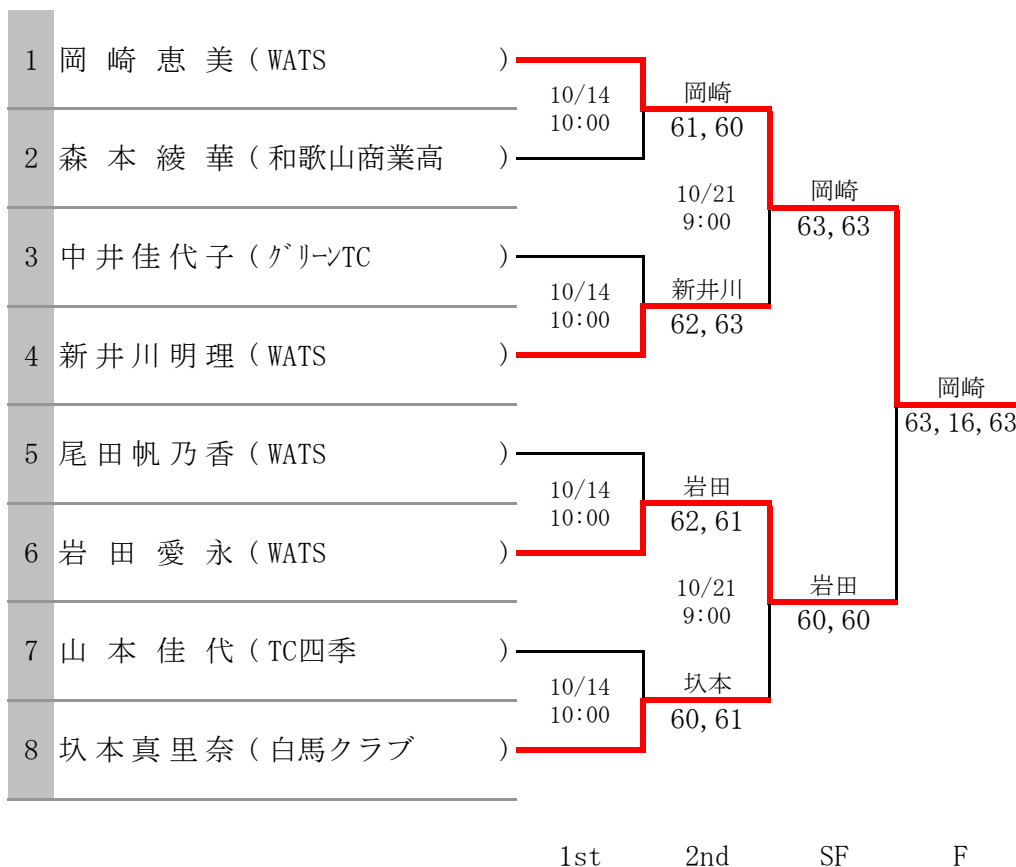 1 岡崎恵美(WATS)
10/14
10:00
岡崎
61,60
2 森本綾華(和歌山商業高)
10/21
9:00
岡崎
63,63
3 中井佳代子(グリーンTC)
10/14
10:00
新井川
62,63
4 新井川明理(WATS)
岡崎
63,16,63
5 尾田帆乃香(WATS)
10/14
10:00
岩田
62,61
6 岩田愛永(WATS)
10/21
9:00
岩田
60,60
7 山本佳代(TC四季)
10/14
10:00
圦本
60,61
8 圦本真里奈(白馬クラブ)
1st 2nd SF F